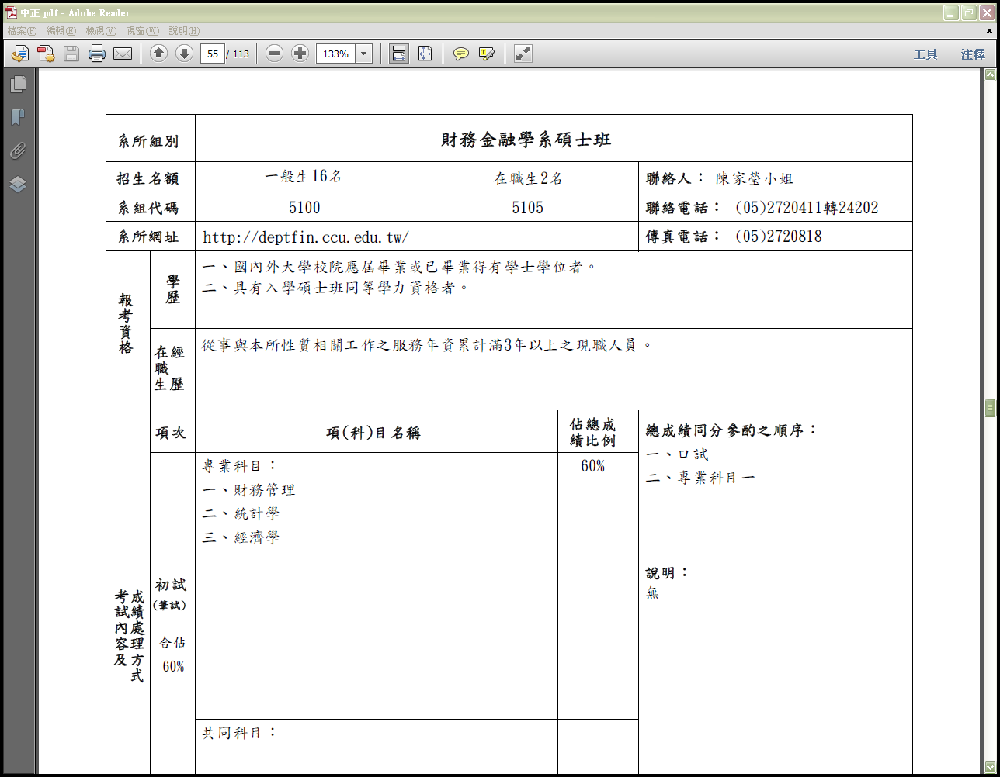 中正.pdf - Adobe Reader
檔案(F) 編輯(E) 檢視(V) 視窗(W) 說明(H)
55 / 113 133% 工具 注釋
系所組別 財務金融學系碩士班
招生名額 一般生16名 在職生2名 聯絡人： 陳家瑩小姐
系組代碼 5100 5105 聯絡電話： (05)2720411轉24202
系所網址 http://deptfin.ccu.edu.tw/ 傳真電話： (05)2720818
報考資格
學歷
一、國內外大學校院應屆畢業或已畢業得有學士學位者。
二、具有入學碩士班同等學力資格者。
在職生經歷
從事與本所性質相關工作之服務年資累計滿3年以上之現職人員。
考試內容及成績處理方式
項次 項(科)目名稱 佔總成績比例
初試
(筆試)
合佔
60%
專業科目： 60%
一、財務管理
二、統計學
三、經濟學
共同科目：
總成績同分參酌之順序：
一、口試
二、專業科目一
說明：
無